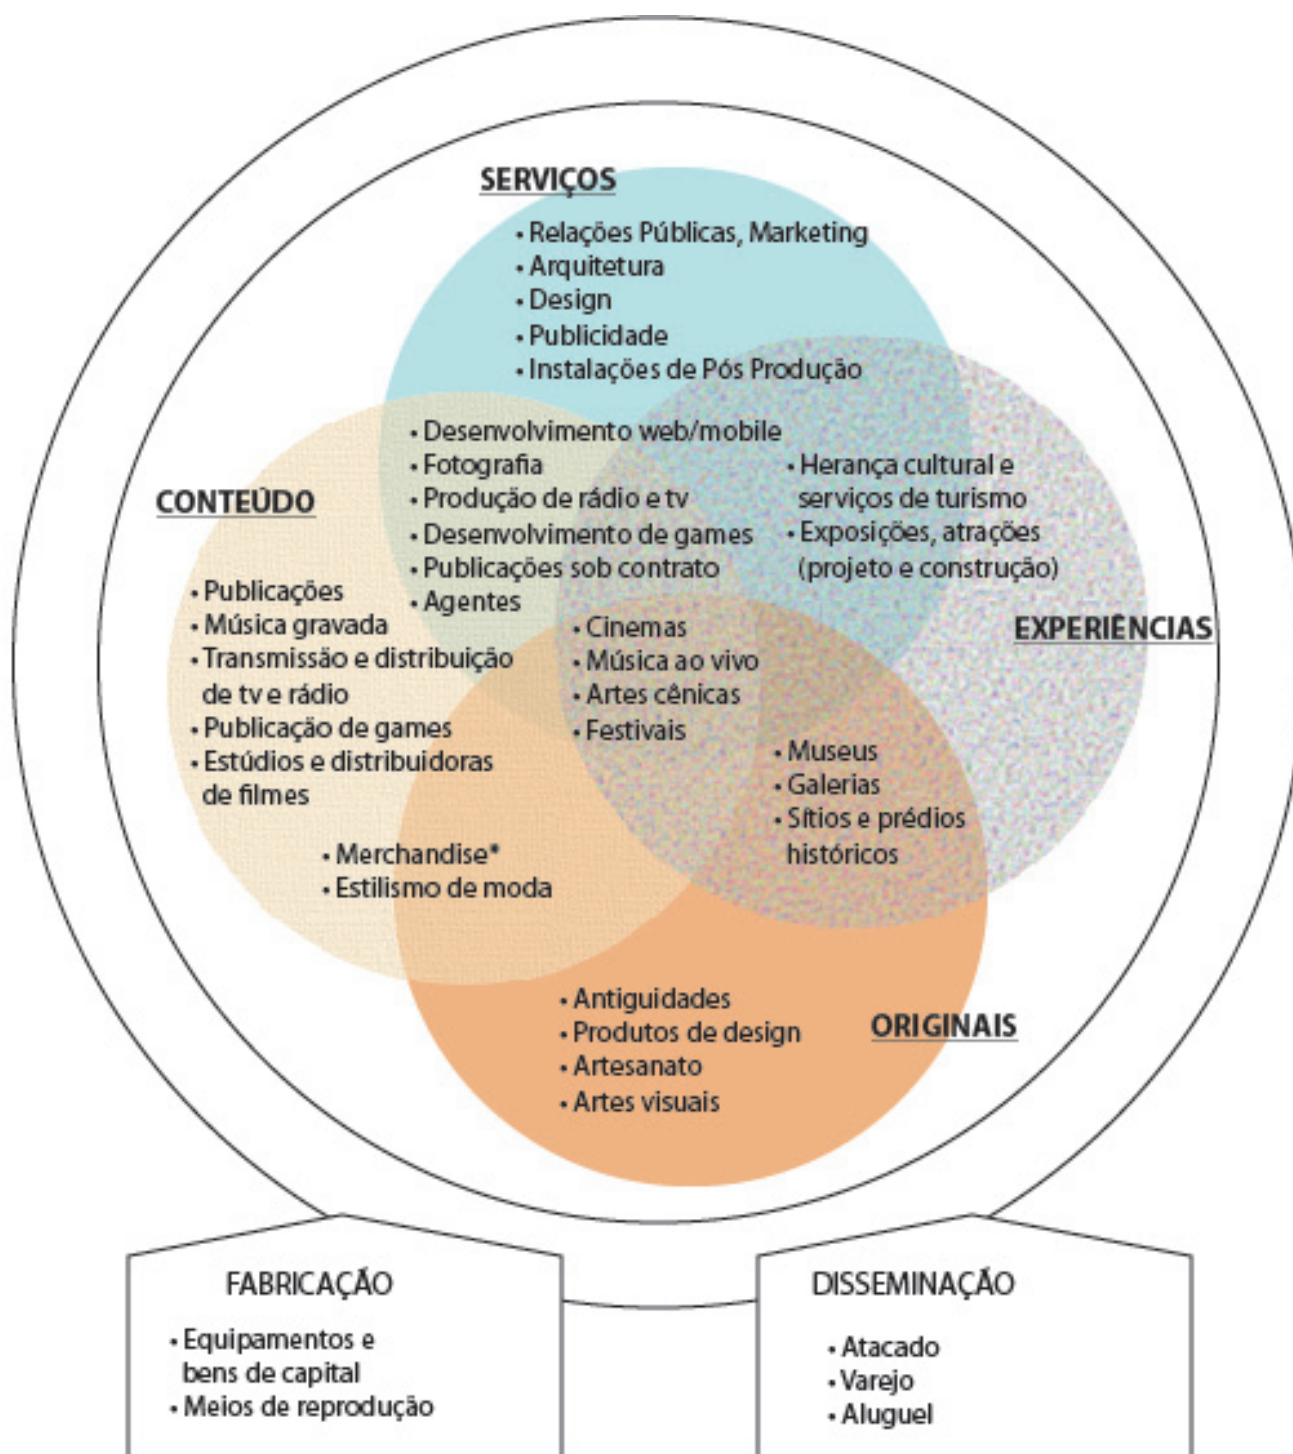 SERVIÇOS
• Relações Públicas, Marketing
• Arquitetura
• Design
• Publicidade
• Instalações de Pós Produção
• Desenvolvimento web/mobile
• Fotografia
• Produção de rádio e tv
• Desenvolvimento de games
• Publicações sob contrato
• Agentes
• Herança cultural e
serviços de turismo
• Exposições, atrações
(projeto e construção)
CONTEÚDO
• Publicações
• Música gravada
• Transmissão e distribuição
de tv e rádio
• Publicação de games
• Estúdios e distribuidoras
de filmes
EXPERIÊNCIAS
• Cinemas
• Música ao vivo
• Artes cênicas
• Festivais
• Museus
• Galerias
• Sítios e prédios
históricos
• Merchandise*
• Estilismo de moda
• Antiguidades
• Produtos de design
• Artesanato
• Artes visuais
ORIGINAIS
FABRICAÇÃO
• Equipamentos e
bens de capital
• Meios de reprodução
DISSEMINAÇÃO
• Atacado
• Varejo
• Aluguel